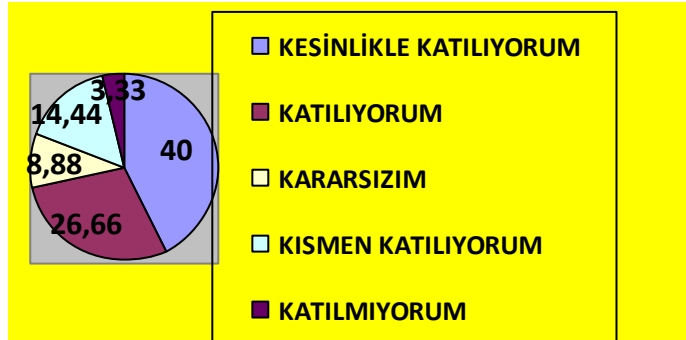 KESİNLİKLE KATILIYORUM
KATILIYORUM
KARARSIZIM
KISMEN KATILIYORUM
KATILMIYORUM
3,33
14,44
40
8,88
26,66